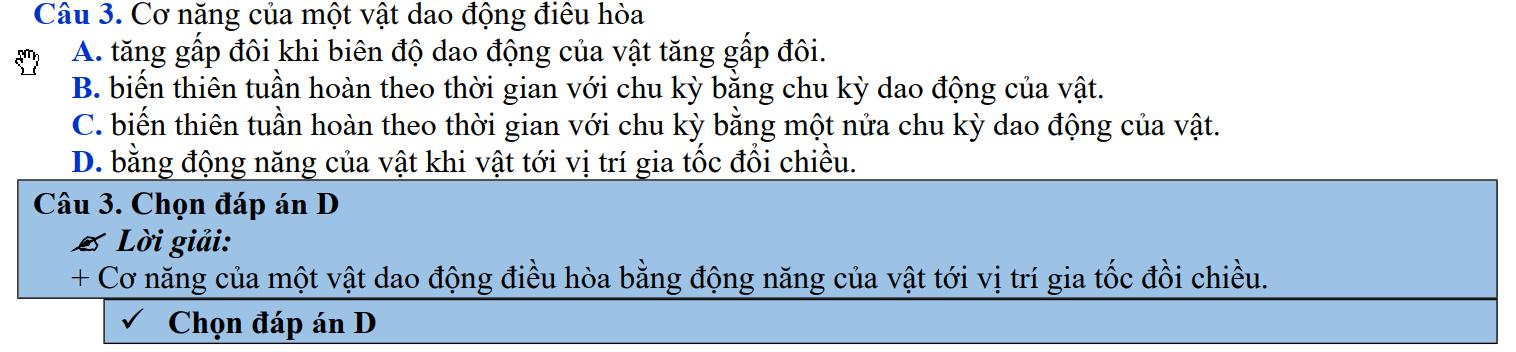 Câu 3. Cơ năng của một vật dao động điều hòa
A. tăng gấp đôi khi biên độ dao động của vật tăng gấp đôi.
B. biến thiên tuần hoàn theo thời gian với chu kỳ bằng chu kỳ dao động của vật.
C. biến thiên tuần hoàn theo thời gian với chu kỳ bằng một nửa chu kỳ dao động của vật.
D. bằng động năng của vật khi vật tới vị trí gia tốc đổi chiều.
Câu 3. Chọn đáp án D
✍ Lời giải:
+ Cơ năng của một vật dao động điều hòa bằng động năng của vật tới vị trí gia tốc đồi chiều.
✓ Chọn đáp án D